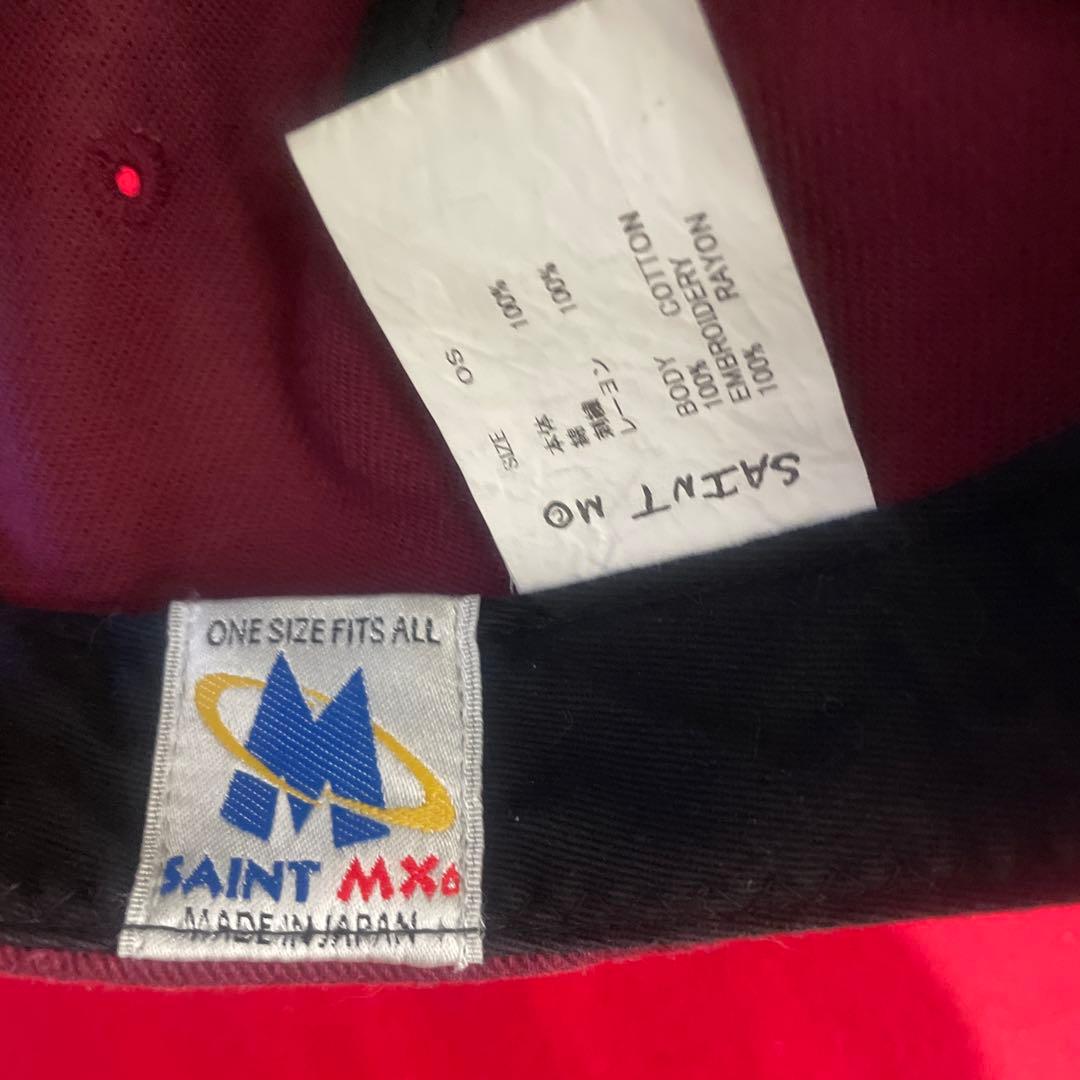 SAINT M©
SIZE OS
本体
綿 100%
刺繍
レーヨン 100%
BODY
100% COTTON
EMBROIDERY
100% RAYON
ONE SIZE FITS ALL
SAINT MX6
MADE IN JAPAN